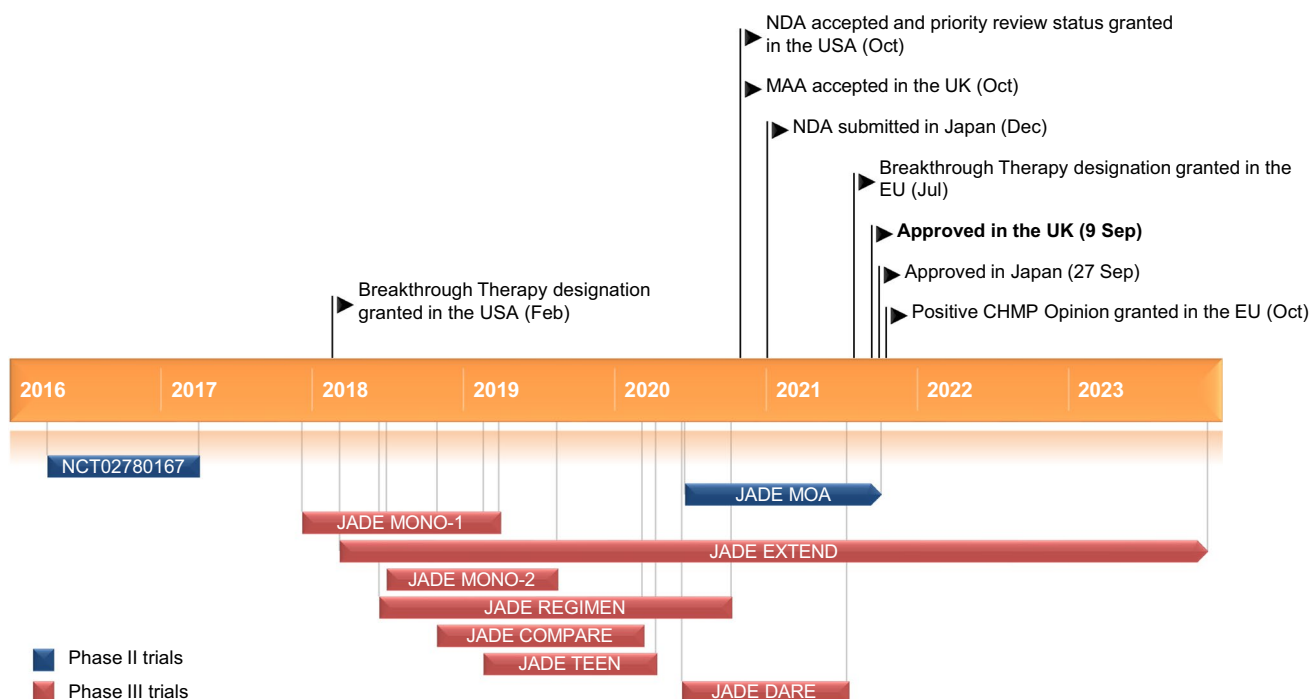 NDA accepted and priority review status granted
in the USA (Oct)
MAA accepted in the UK (Oct)
NDA submitted in Japan (Dec)
Breakthrough Therapy designation granted in the
EU (Jul)
Approved in the UK (9 Sep)
Approved in Japan (27 Sep)
Breakthrough Therapy designation
granted in the USA (Feb)
Positive CHMP Opinion granted in the EU (Oct)
2016 2017 2018 2019 2020 2021 2022 2023
NCT02780167
JADE MOA
JADE MONO-1
JADE EXTEND
JADE MONO-2
JADE REGIMEN
JADE COMPARE
JADE TEEN
Phase II trials
Phase III trials
JADE DARE